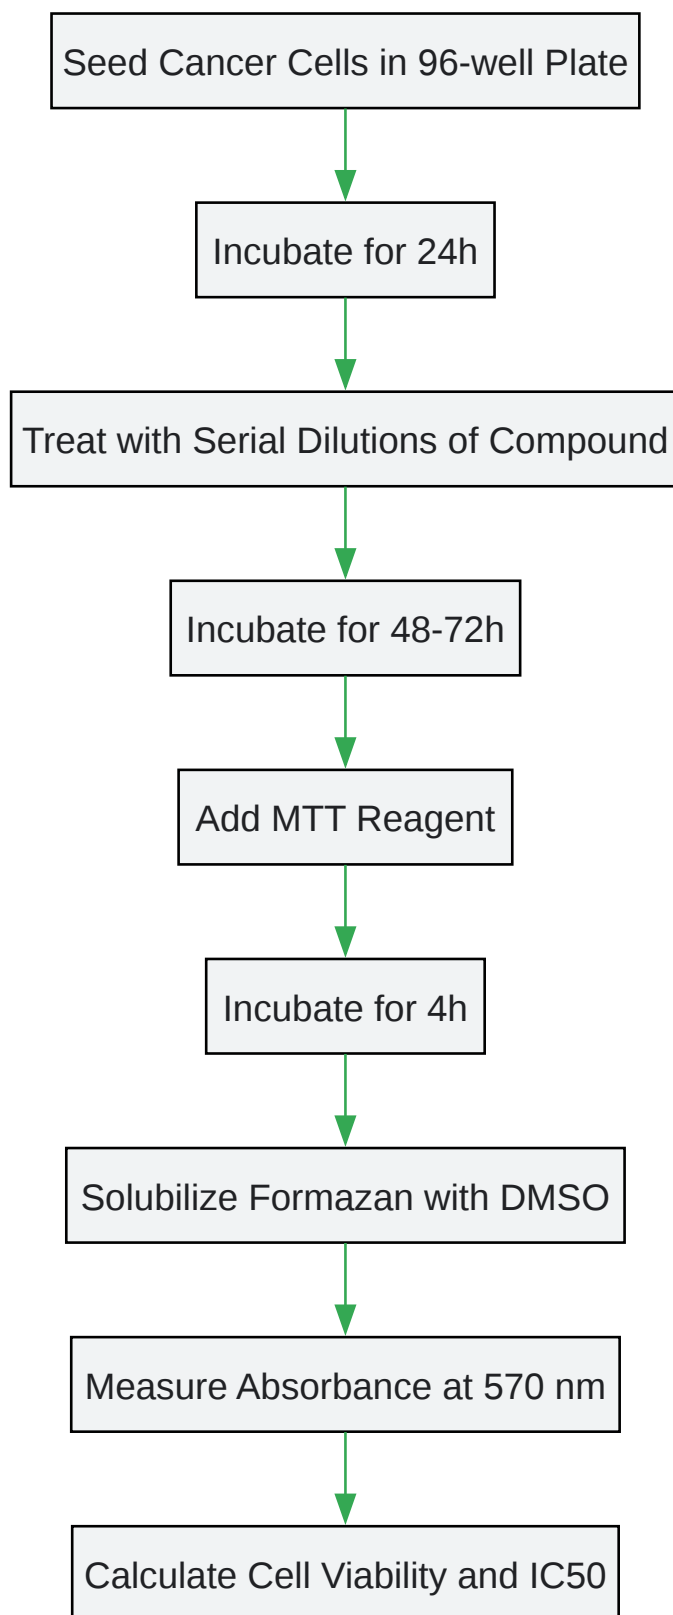 Seed Cancer Cells in 96-well Plate
Incubate for 24h
Treat with Serial Dilutions of Compound
Incubate for 48-72h
Add MTT Reagent
Incubate for 4h
Solubilize Formazan with DMSO
Measure Absorbance at 570 nm
Calculate Cell Viability and IC50